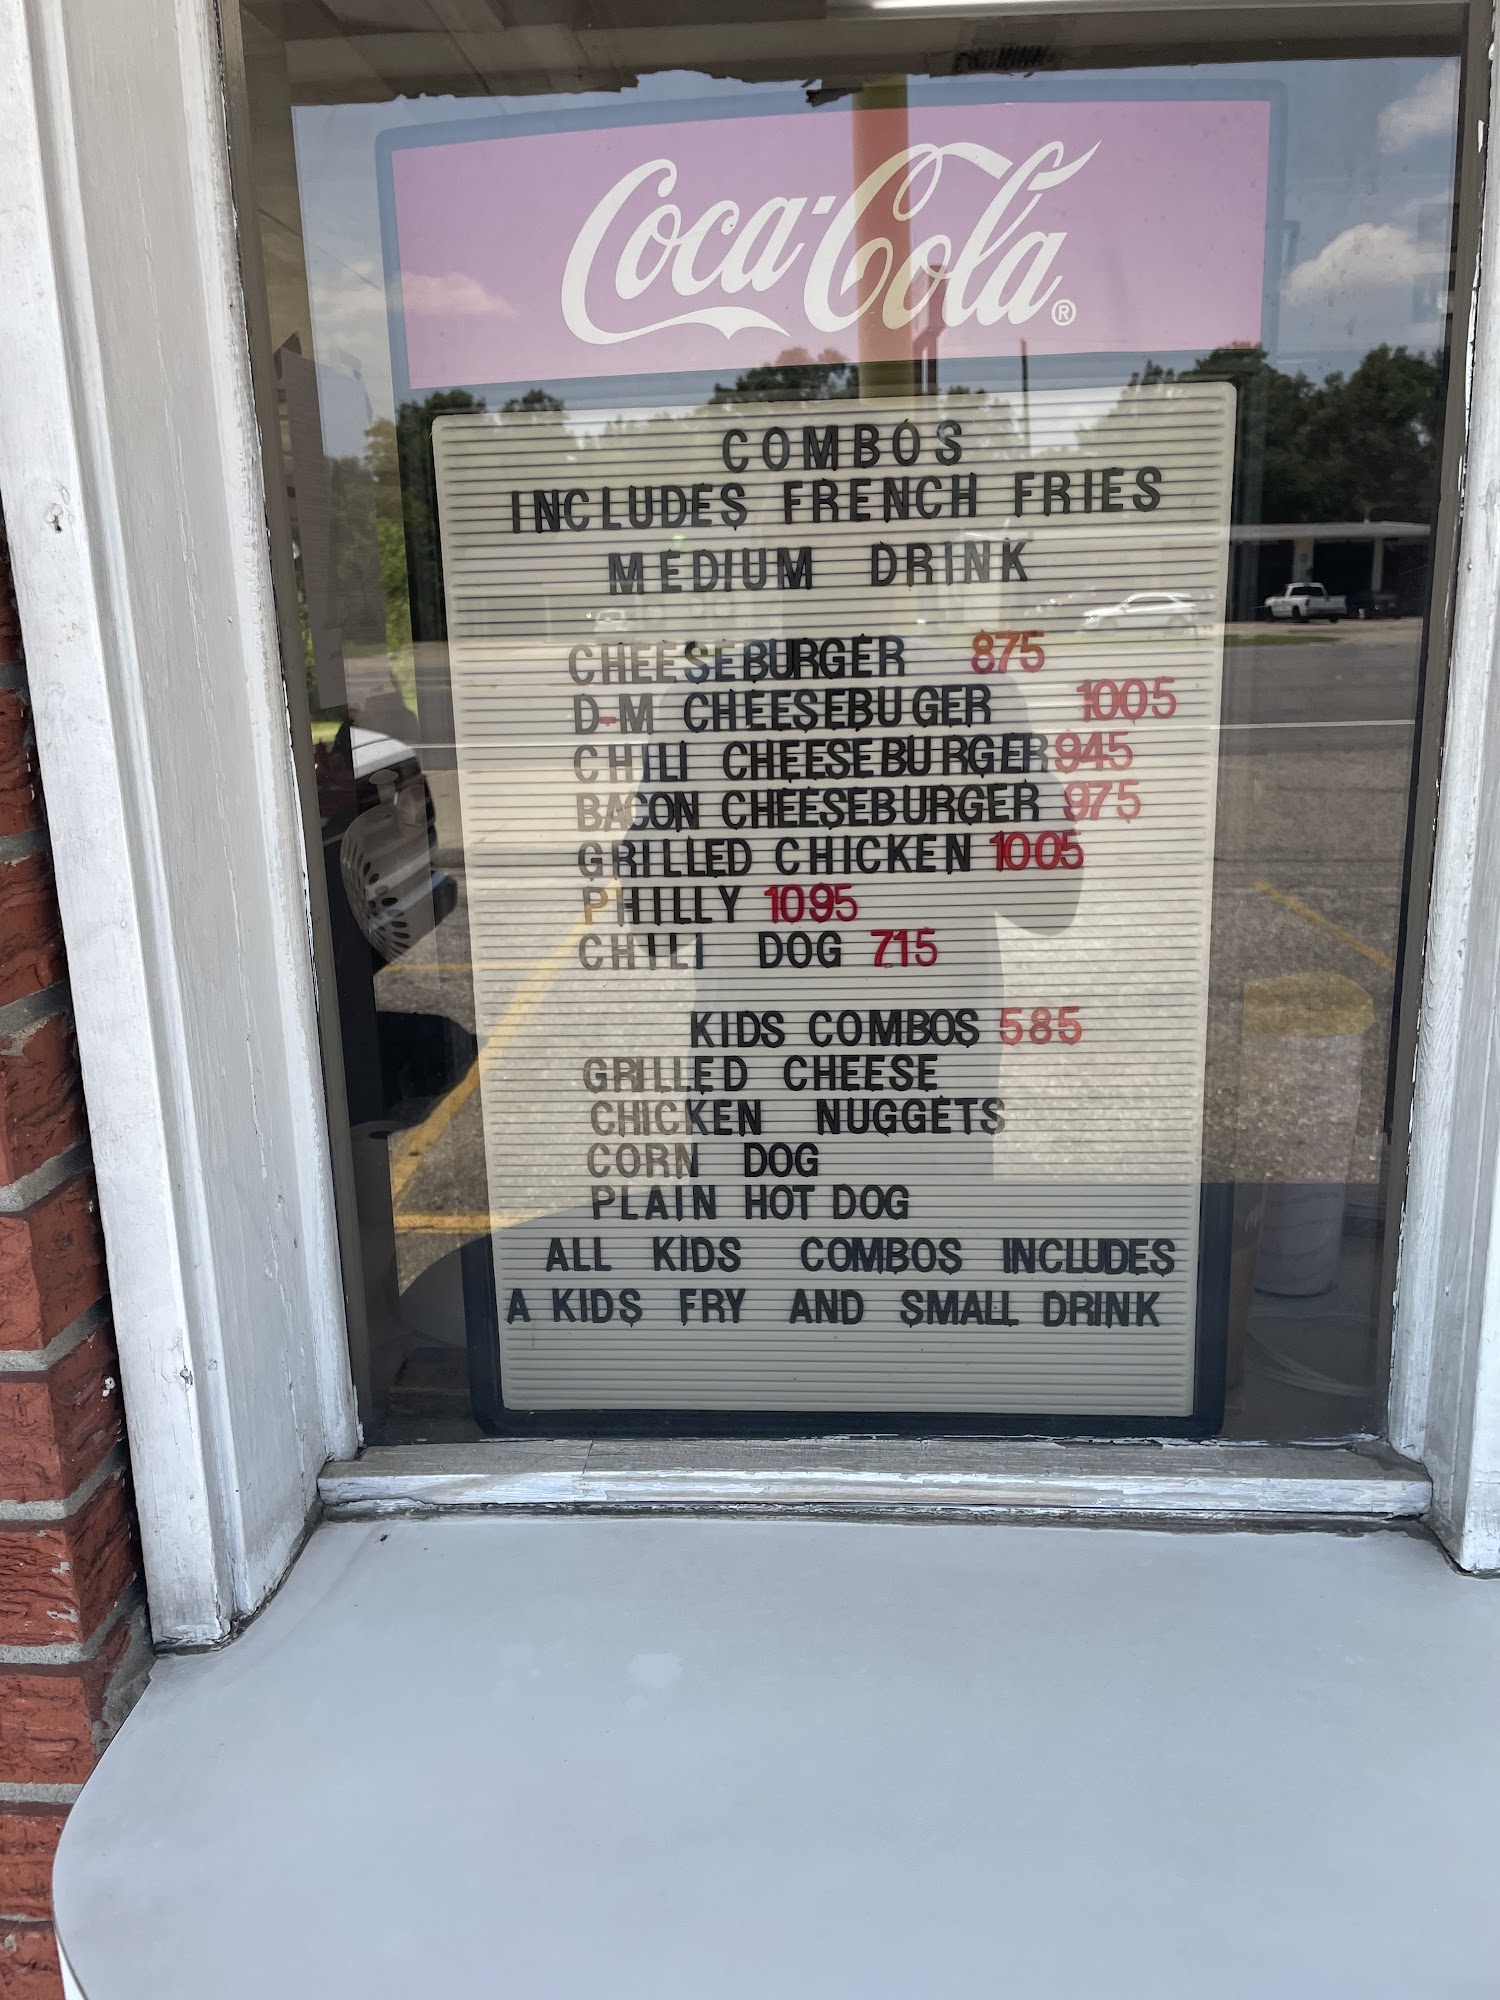 Coca-Cola®
COMBOS
INCLUDES FRENCH FRIES
MEDIUM DRINK
CHEESEBURGER 875
D-M CHEESEBUGER 1005
CHILI CHEESEBURGER 945
BACON CHEESEBURGER 975
GRILLED CHICKEN 1005
PHILLY 1095
CHILI DOG 715
KIDS COMBOS 585
GRILLED CHEESE
CHICKEN NUGGETS
CORN DOG
PLAIN HOT DOG
ALL KIDS COMBOS INCLUDES
A KIDS FRY AND SMALL DRINK